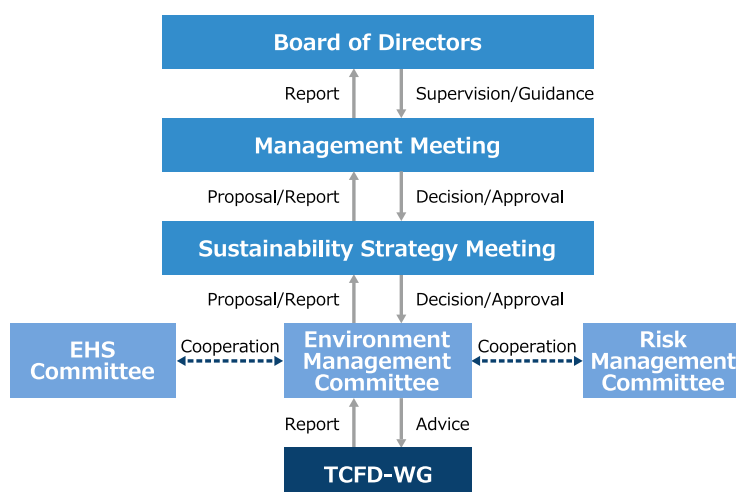 Board of Directors
Report
Supervision/Guidance
Management Meeting
Proposal/Report
Decision/Approval
Sustainability Strategy Meeting
Proposal/Report
Decision/Approval
EHS
Committee
Cooperation
Environment
Management
Committee
Cooperation
Risk
Management
Committee
Report
Advice
TCFD-WG